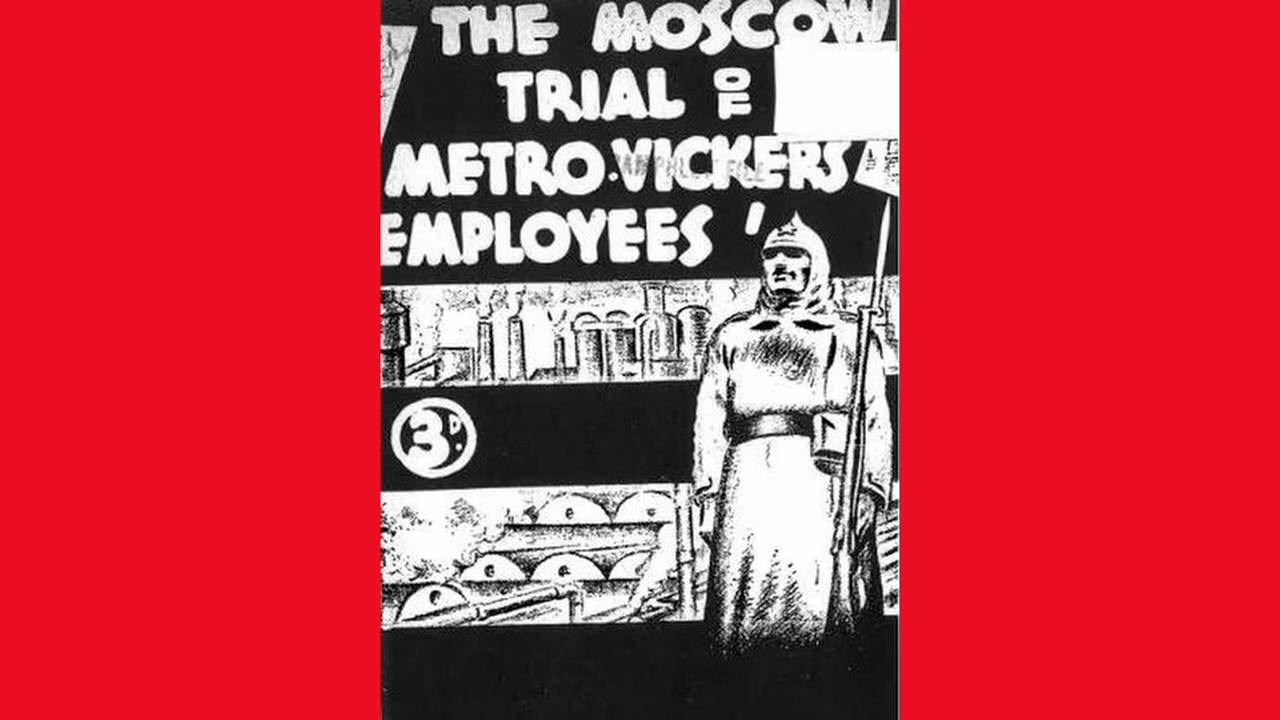 THE MOSCOW
TRIAL OF
METRO-VICKERS
EMPLOYEES '
3D.